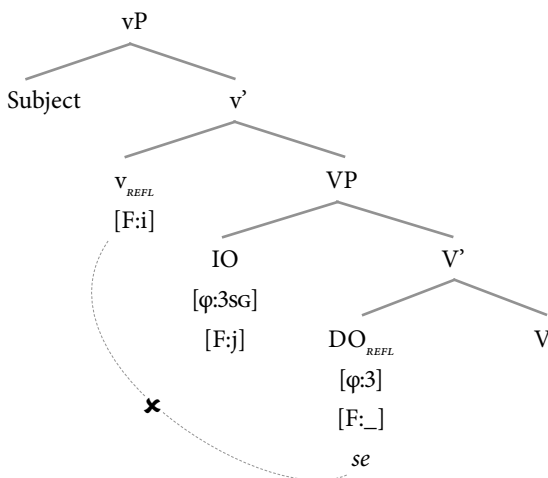 vP
Subject v’
v_REFL VP
[F:i]
IO V’
[φ:3SG]
[F:j] DO_REFL V
[φ:3]
[F:_]
se